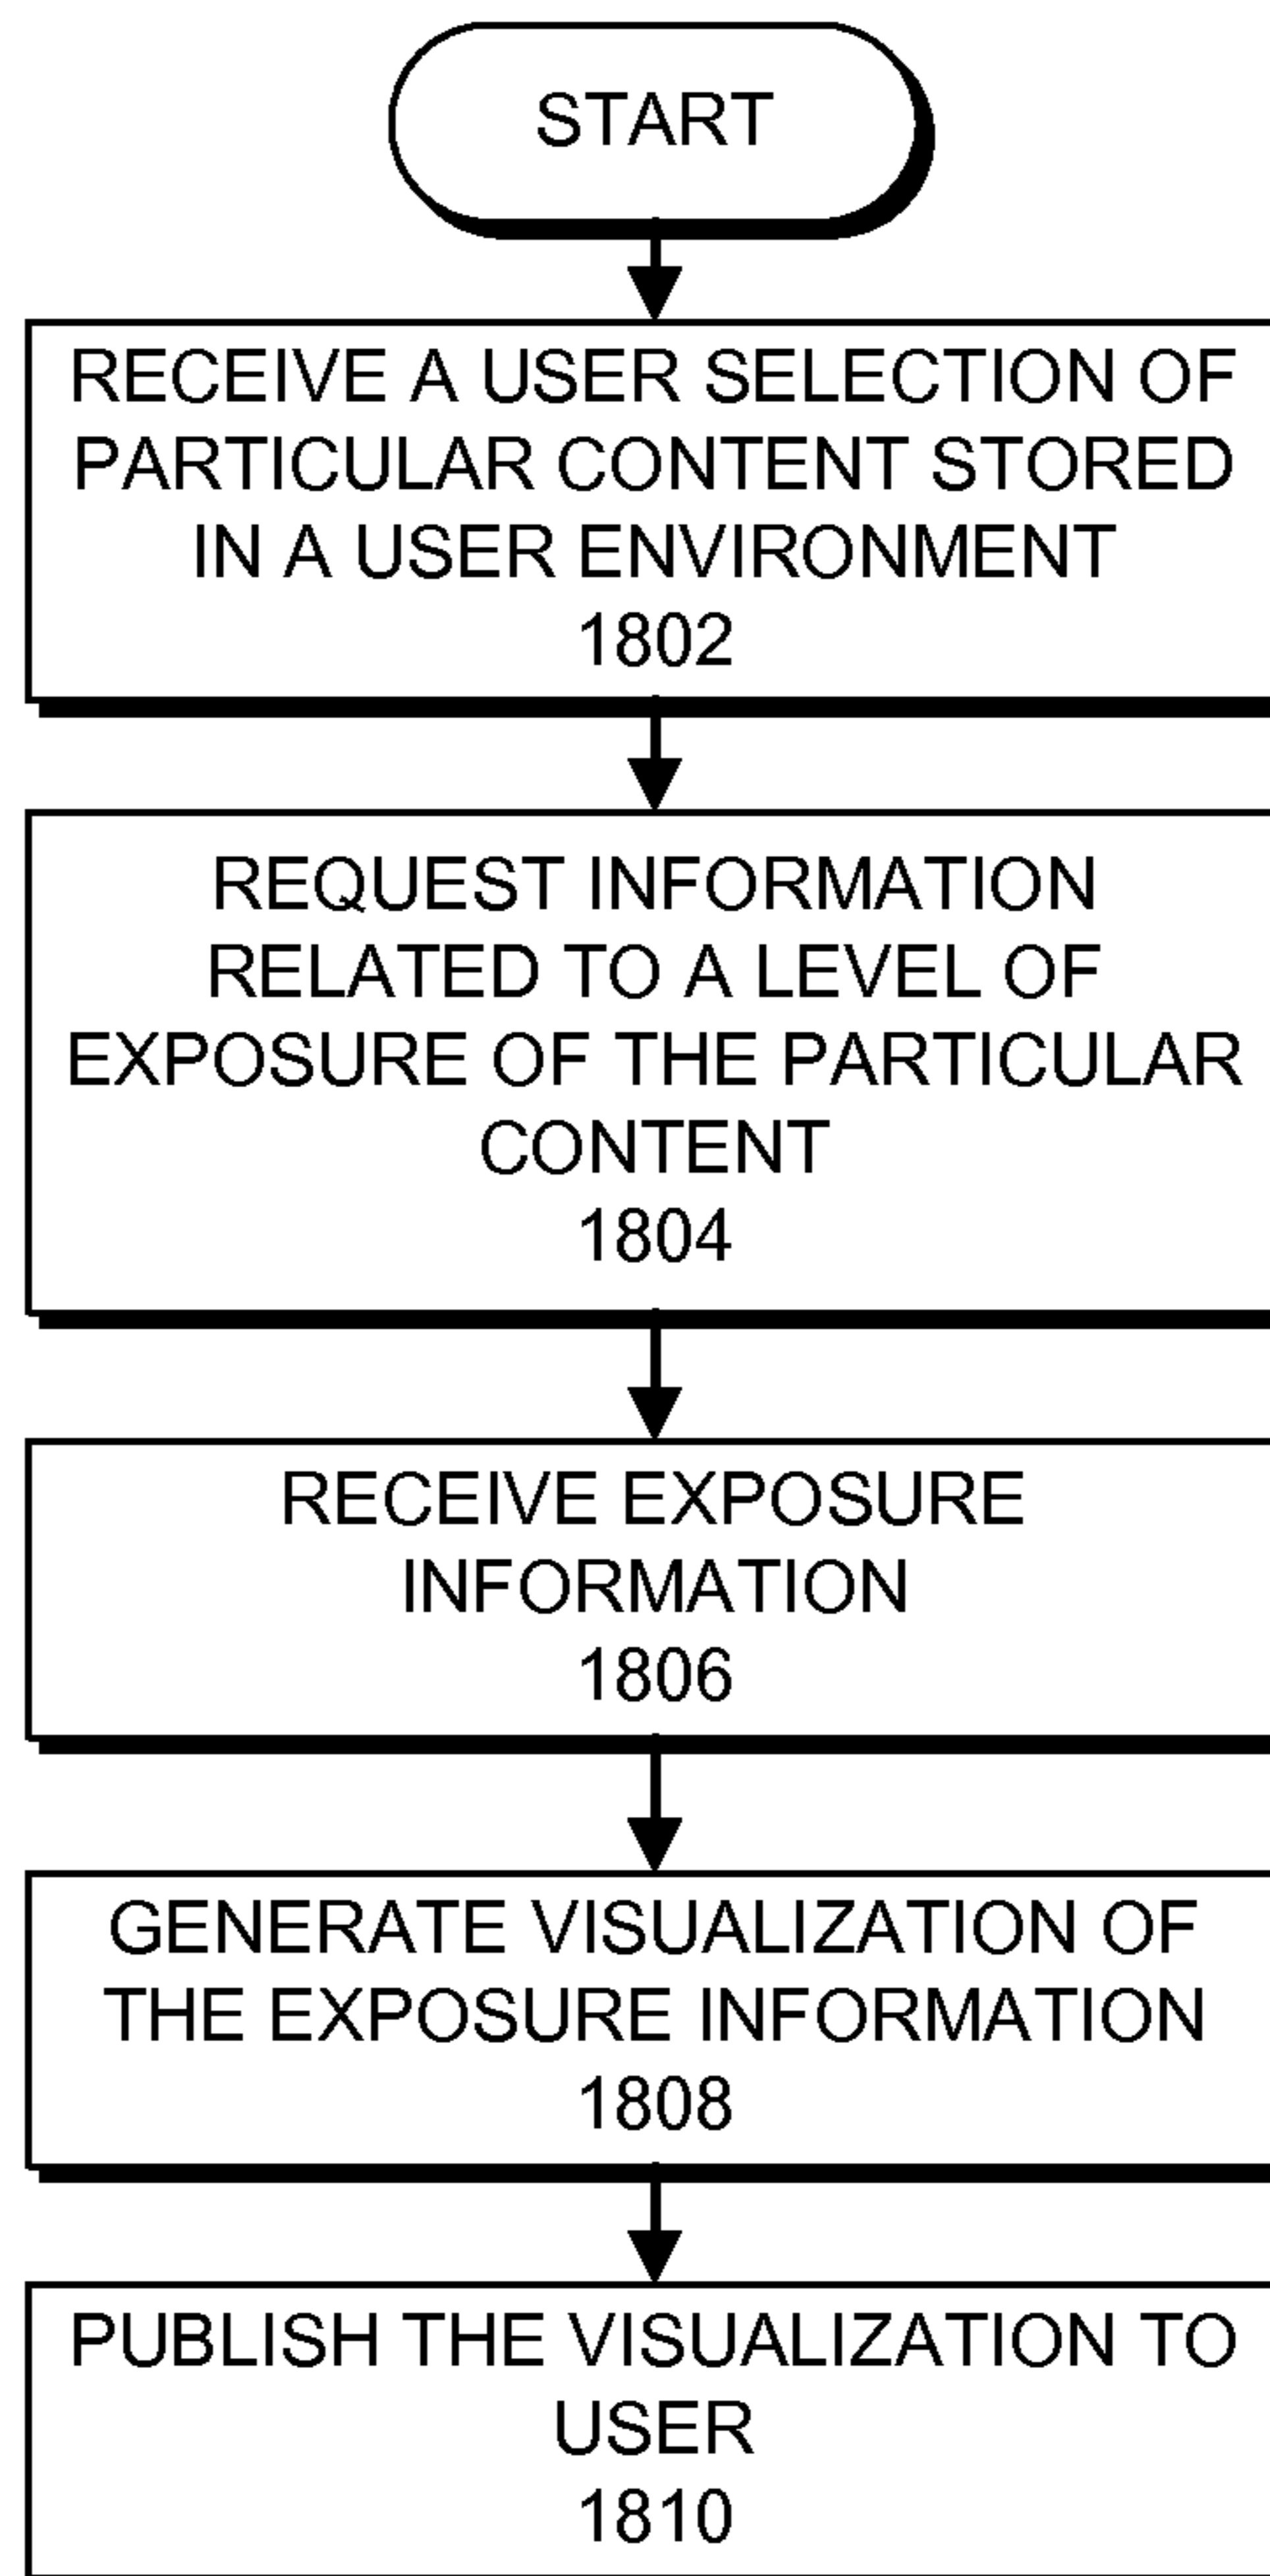 START
RECEIVE A USER SELECTION OF
PARTICULAR CONTENT STORED
IN A USER ENVIRONMENT
1802
REQUEST INFORMATION
RELATED TO A LEVEL OF
EXPOSURE OF THE PARTICULAR
CONTENT
1804
RECEIVE EXPOSURE
INFORMATION
1806
GENERATE VISUALIZATION OF
THE EXPOSURE INFORMATION
1808
PUBLISH THE VISUALIZATION TO
USER
1810